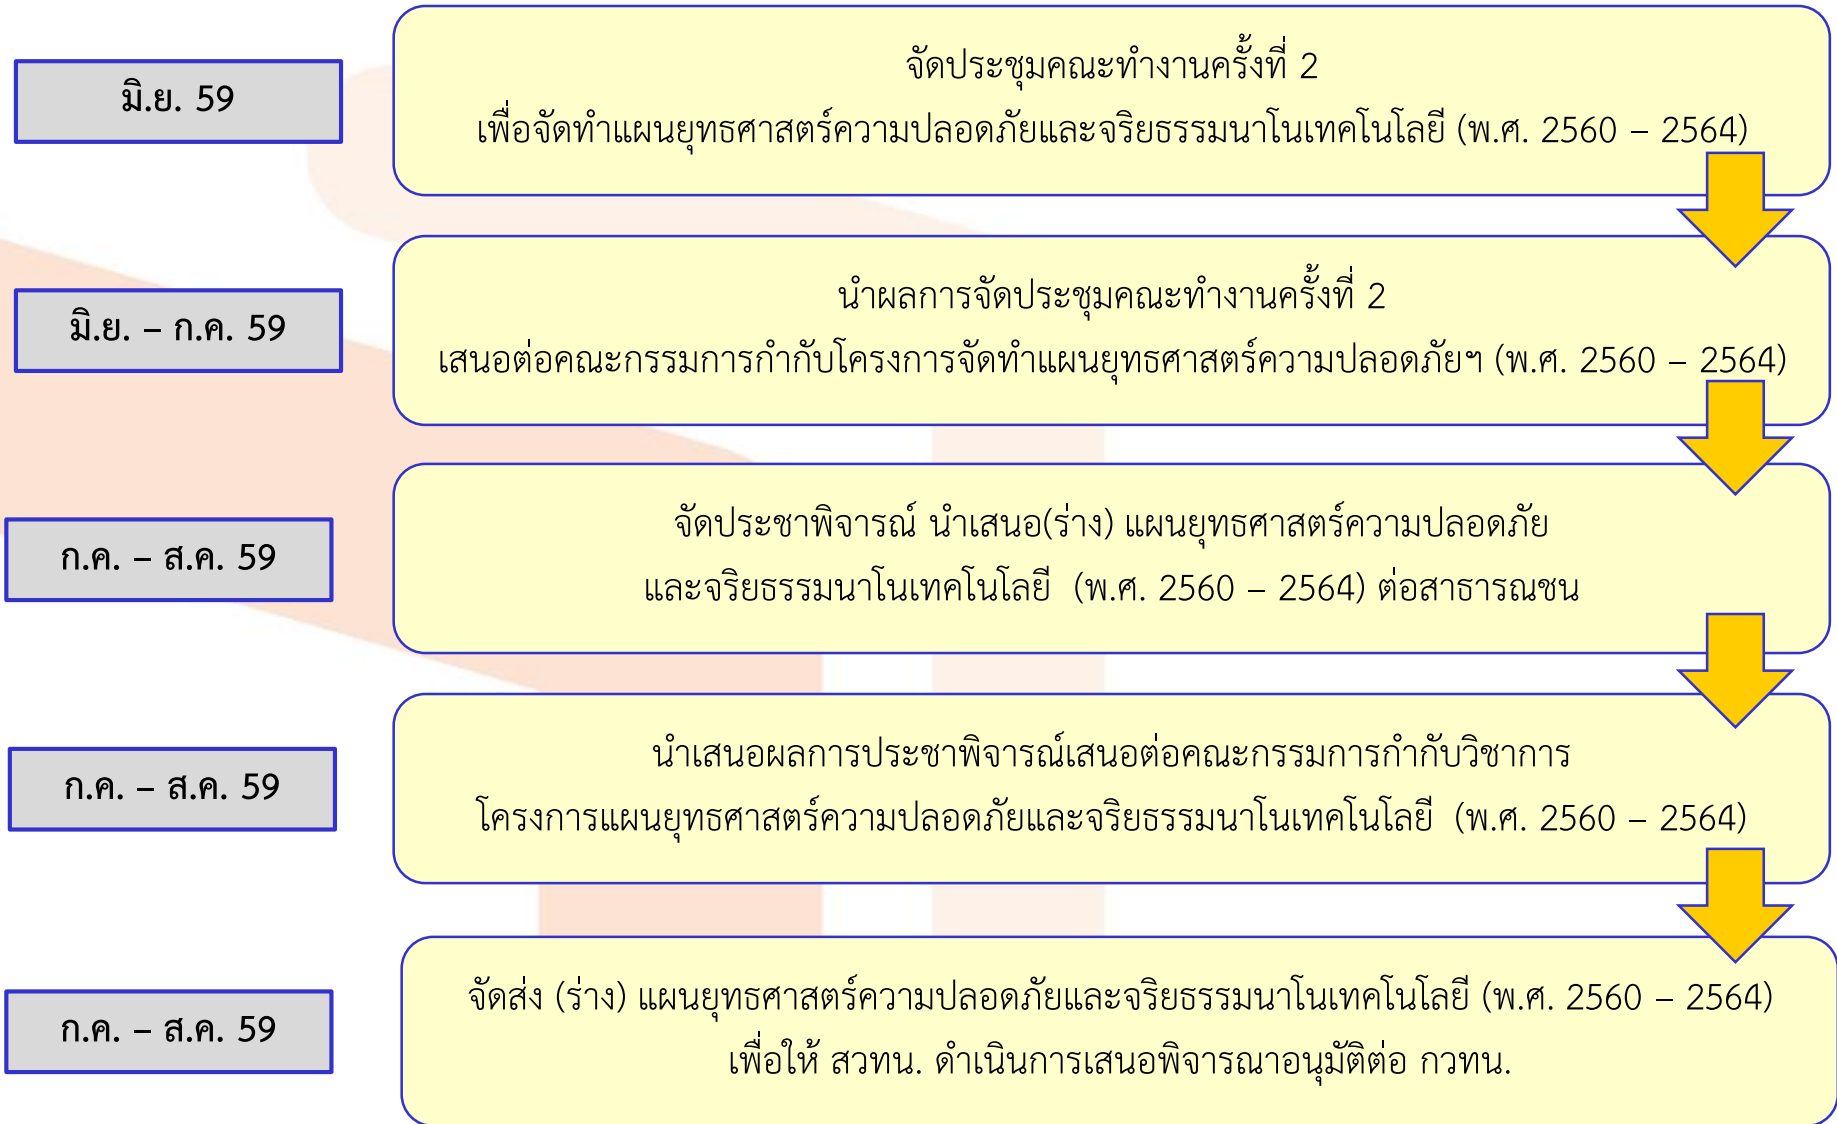 มิ.ย. 59
จัดประชุมคณะทำงานครั้งที่ 2
เพื่อจัดทำแผนยุทธศาสตร์ความปลอดภัยและจริยธรรมนาโนเทคโนโลยี (พ.ศ. 2560 – 2564)
มิ.ย. – ก.ค. 59
นำผลการจัดประชุมคณะทำงานครั้งที่ 2
เสนอต่อคณะกรรมการกำกับโครงการจัดทำแผนยุทธศาสตร์ความปลอดภัยฯ (พ.ศ. 2560 – 2564)
ก.ค. – ส.ค. 59
จัดประชาพิจารณ์ นำเสนอ(ร่าง) แผนยุทธศาสตร์ความปลอดภัย
และจริยธรรมนาโนเทคโนโลยี (พ.ศ. 2560 – 2564) ต่อสาธารณชน
ก.ค. – ส.ค. 59
นำเสนอผลการประชาพิจารณ์เสนอต่อคณะกรรมการกำกับวิชาการ
โครงการแผนยุทธศาสตร์ความปลอดภัยและจริยธรรมนาโนเทคโนโลยี (พ.ศ. 2560 – 2564)
ก.ค. – ส.ค. 59
จัดส่ง (ร่าง) แผนยุทธศาสตร์ความปลอดภัยและจริยธรรมนาโนเทคโนโลยี (พ.ศ. 2560 – 2564)
เพื่อให้ สวทน. ดำเนินการเสนอพิจารณาอนุมัติต่อ กวทน.